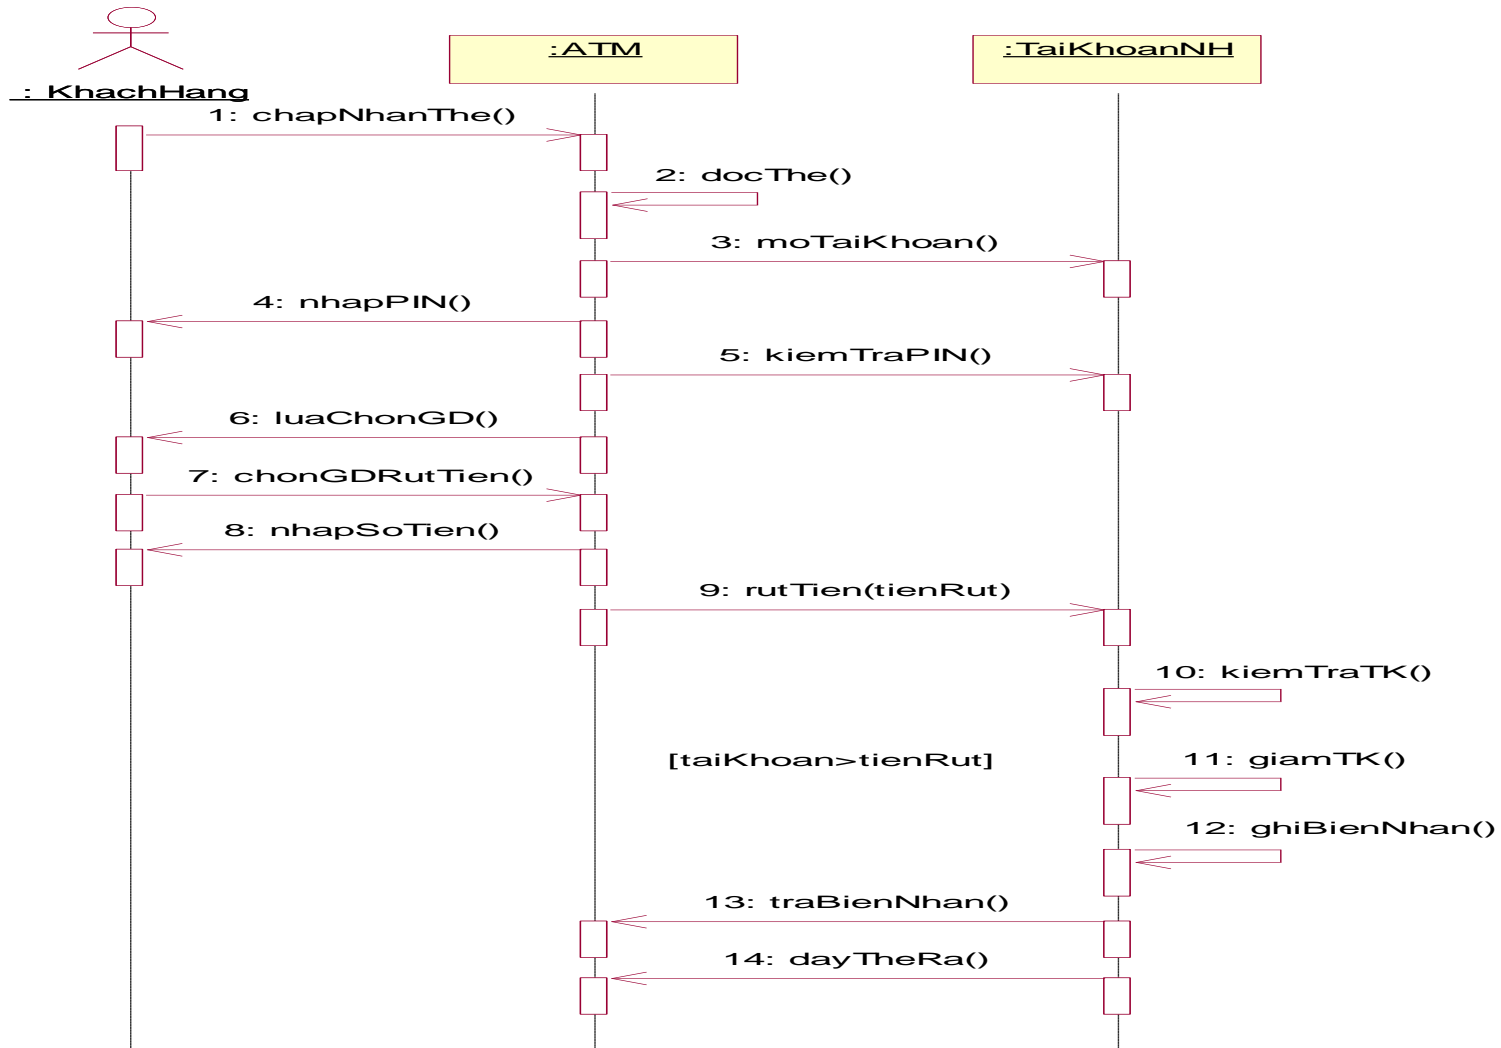 :ATM
:TaiKhoanNH
: KhachHang
1: chapNhanThe()
2: docThe()
3: moTaiKhoan()
4: nhapPIN()
5: kiemTraPIN()
6: luaChonGD()
7: chonGDRutTien()
8: nhapSoTien()
9: rutTien(tienRut)
10: kiemTraTK()
[taiKhoan>tienRut]
11: giamTK()
12: ghiBienNhan()
13: traBienNhan()
14: dayTheRa()